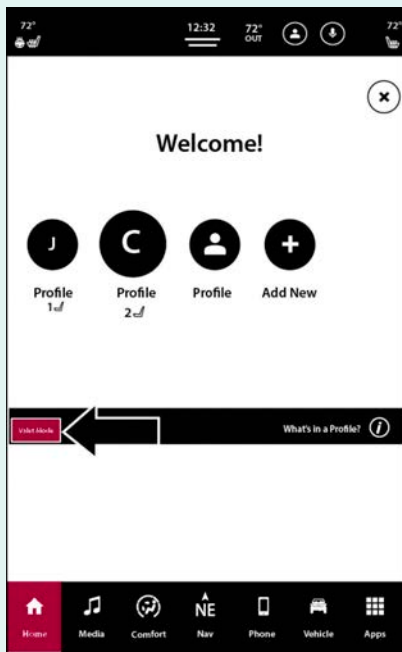 72°
12:32
72°
OUT
72°
Welcome!
J
C
Profile
1
Profile
2
Profile
Add New
Valet Mode
What's in a Profile?
i
NE
Home
Media
Comfort
Nav
Phone
Vehicle
Apps